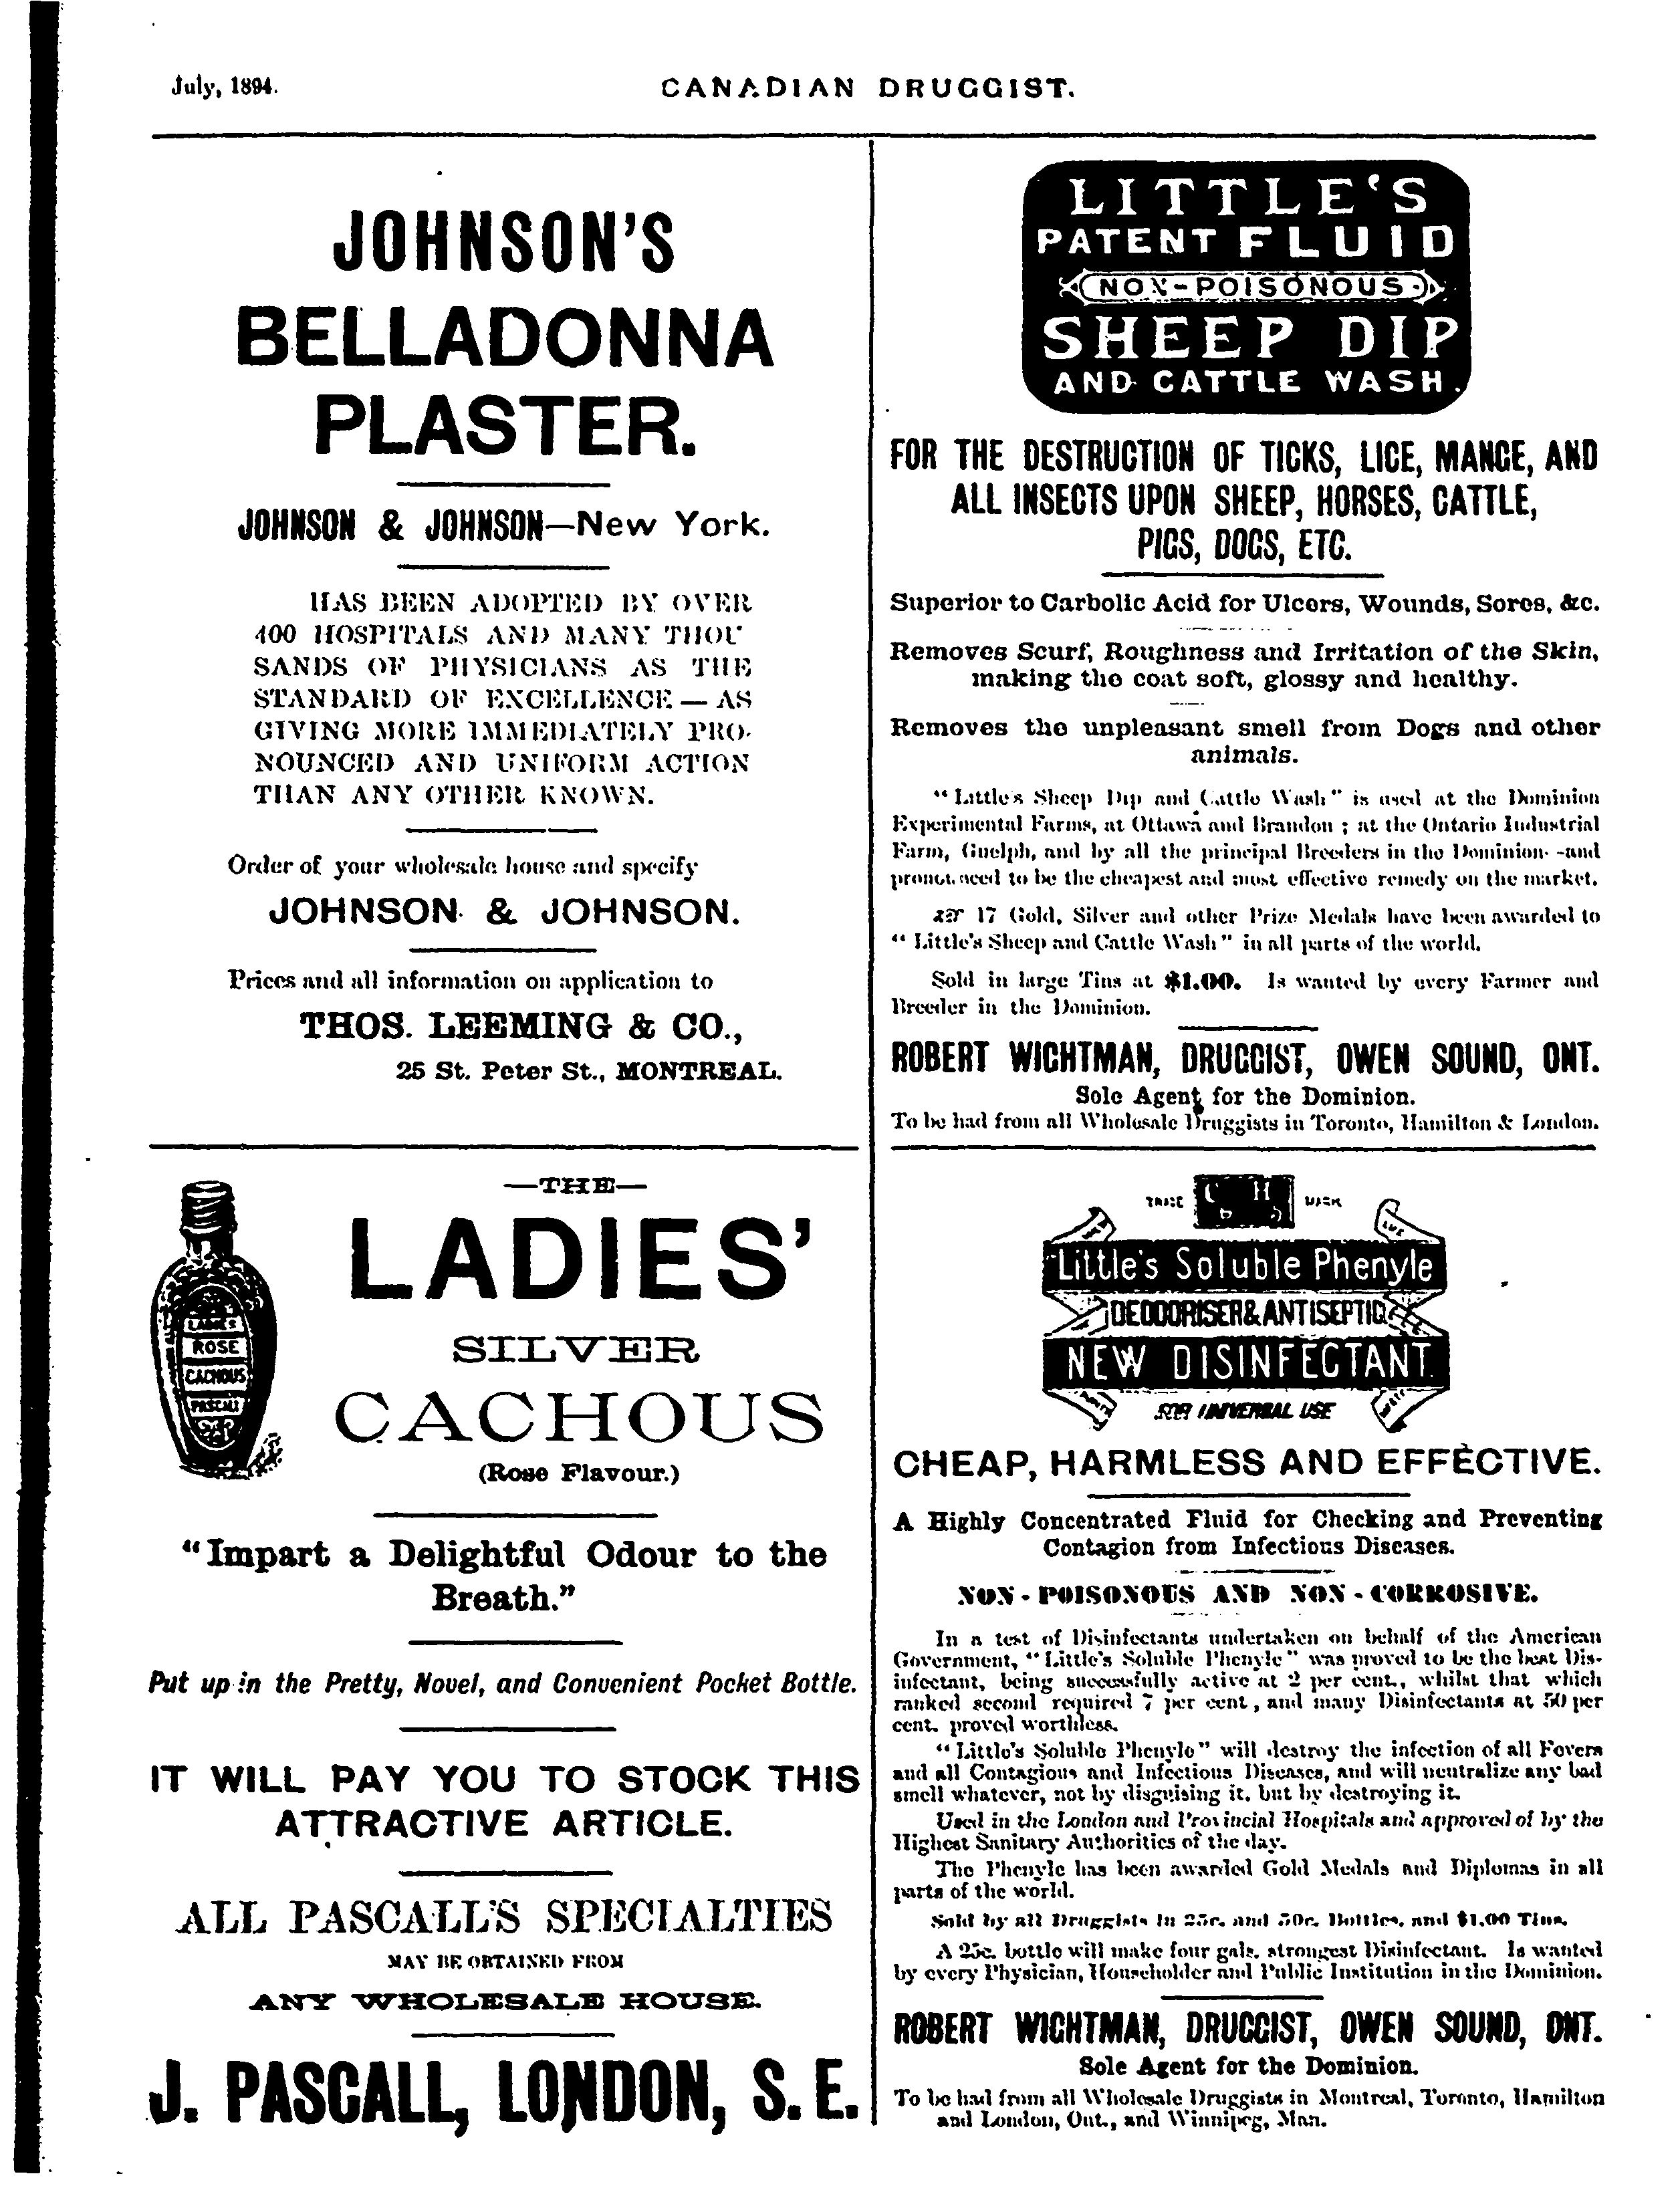 July, 1894.
CANADIAN DRUGGIST.
JOHNSON'S
BELLADONNA
PLASTER.
JOHNSON & JOHNSON—New York.
HAS BEEN ADOPTED BY OVER
400 HOSPITALS AND MANY THOU
SANDS OF PHYSICIANS AS THE
STANDARD OF EXCELLENCE — AS
GIVING MORE IMMEDIATELY PRO-
NOUNCED AND UNIFORM ACTION
THAN ANY OTHER KNOWN.
Order of your wholesale house and specify
JOHNSON & JOHNSON.
Prices and all information on application to
THOS. LEEMING & CO.,
25 St. Peter St., MONTREAL.
—THE—
LADIES'
SILVER
CACHOUS
(Rose Flavour.)
LADIES
ROSE
CACHOUS
PASCALL
"Impart a Delightful Odour to the
Breath."
Put up in the Pretty, Novel, and Convenient Pocket Bottle.
IT WILL PAY YOU TO STOCK THIS
ATTRACTIVE ARTICLE.
ALL PASCALL'S SPECIALTIES
MAY BE OBTAINED FROM
ANY WHOLESALE HOUSE.
J. PASCALL, LONDON, S. E.
LITTLE'S
PATENT FLUID
NON-POISONOUS
SHEEP DIP
AND CATTLE WASH.
FOR THE DESTRUCTION OF TICKS, LICE, MANGE, AND
ALL INSECTS UPON SHEEP, HORSES, CATTLE,
PIGS, DOGS, ETC.
Superior to Carbolic Acid for Ulcers, Wounds, Sores, &c.
Removes Scurf, Roughness and Irritation of the Skin,
making the coat soft, glossy and healthy.
Removes the unpleasant smell from Dogs and other
animals.
"Little's Sheep Dip and Cattle Wash" is used at the Dominion
Experimental Farms, at Ottawa and Brandon ; at the Ontario Industrial
Farm, Guelph, and by all the principal Breeders in the Dominion- -and
pronounced to be the cheapest and most effective remedy on the market.
☞ 17 Gold, Silver and other Prize Medals have been awarded to
"Little's Sheep and Cattle Wash" in all parts of the world.
Sold in large Tins at $1.00. Is wanted by every Farmer and
Breeder in the Dominion.
ROBERT WIGHTMAN, DRUGGIST, OWEN SOUND, ONT.
Sole Agent for the Dominion.
To be had from all Wholesale Druggists in Toronto, Hamilton & London.
TRADE MARK
Little's Soluble Phenyle
DEODORISER & ANTISEPTIC
NEW DISINFECTANT
FOR UNIVERSAL USE
CHEAP, HARMLESS AND EFFECTIVE.
A Highly Concentrated Fluid for Checking and Preventing
Contagion from Infectious Diseases.
NON - POISONOUS AND NON - CORROSIVE.
In a test of Disinfectants undertaken on behalf of the American
Government, "Little's Soluble Phenyle" was proved to be the best Dis-
infectant, being successfully active at 2 per cent., whilst that which
ranked second required 7 per cent, and many Disinfectants at 50 per
cent. proved worthless.
"Little's Soluble Phenyle" will destroy the infection of all Fevers
and all Contagious and Infectious Diseases, and will neutralize any bad
smell whatever, not by disguising it, but by destroying it.
Used in the London and Provincial Hospitals and approved of by the
Highest Sanitary Authorities of the day.
The Phenyle has been awarded Gold Medals and Diplomas in all
parts of the world.
Sold by all Druggists in 25c. and 50c. Bottles, and $1.00 Tins.
A 25c. bottle will make four gals. strongest Disinfectant. Is wanted
by every Physician, Householder and Public Institution in the Dominion.
ROBERT WIGHTMAN, DRUGGIST, OWEN SOUND, ONT.
Sole Agent for the Dominion.
To be had from all Wholesale Druggists in Montreal, Toronto, Hamilton
and London, Ont., and Winnipeg, Man.